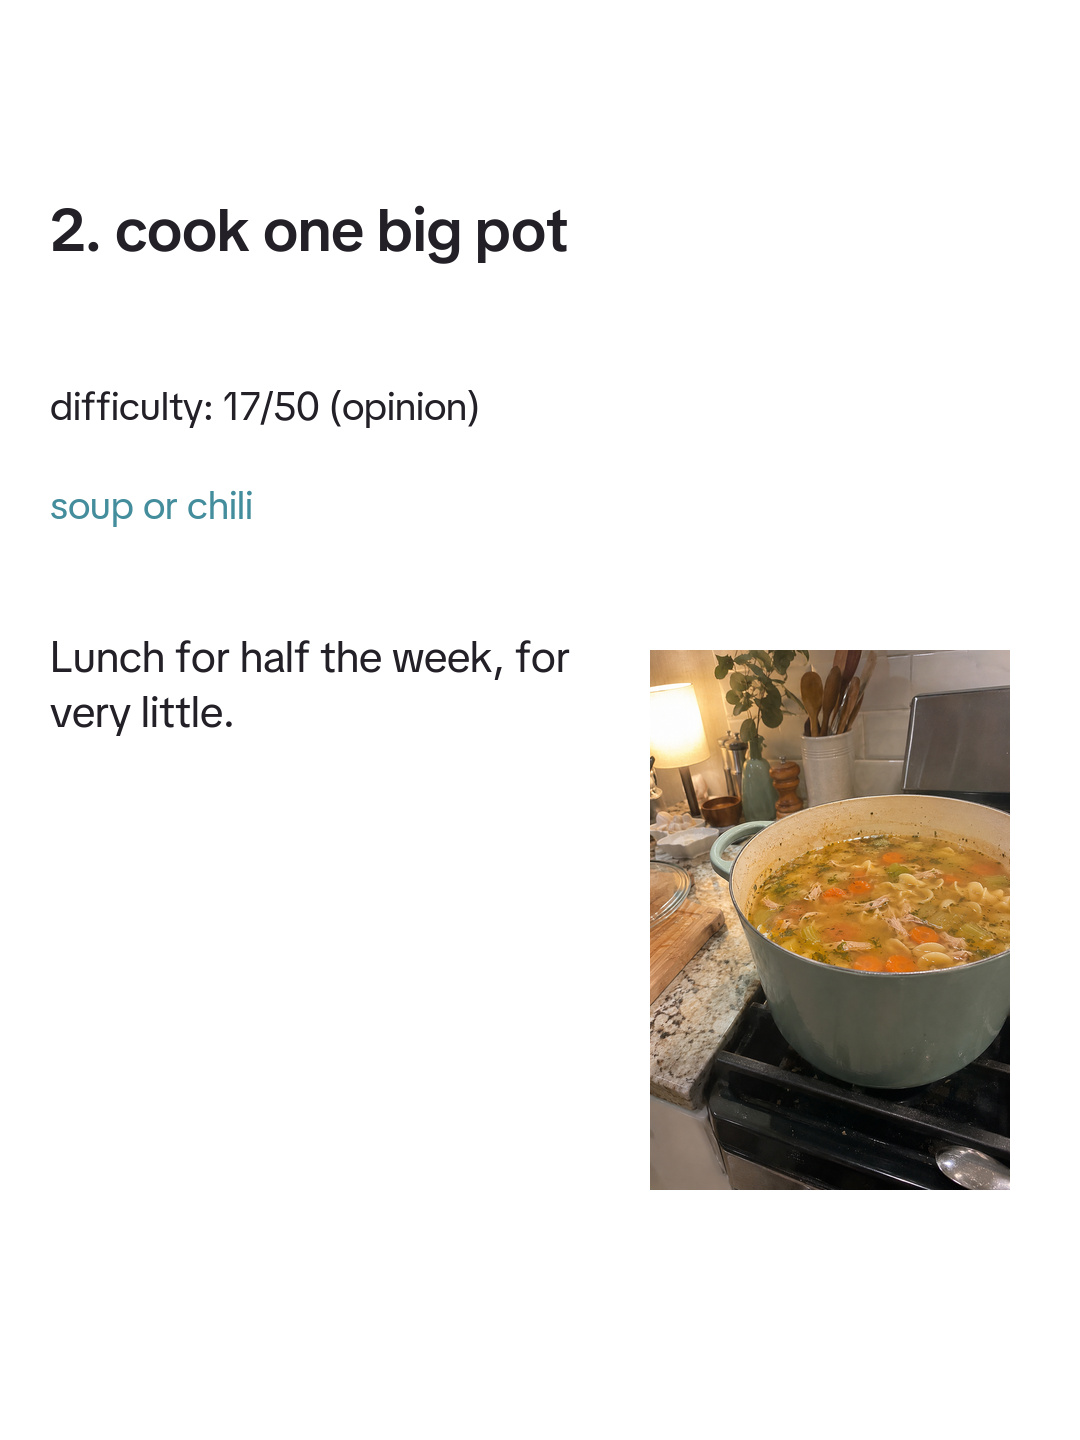 2. cook one big pot
difficulty: 17/50 (opinion)
soup or chili
Lunch for half the week, for
very little.